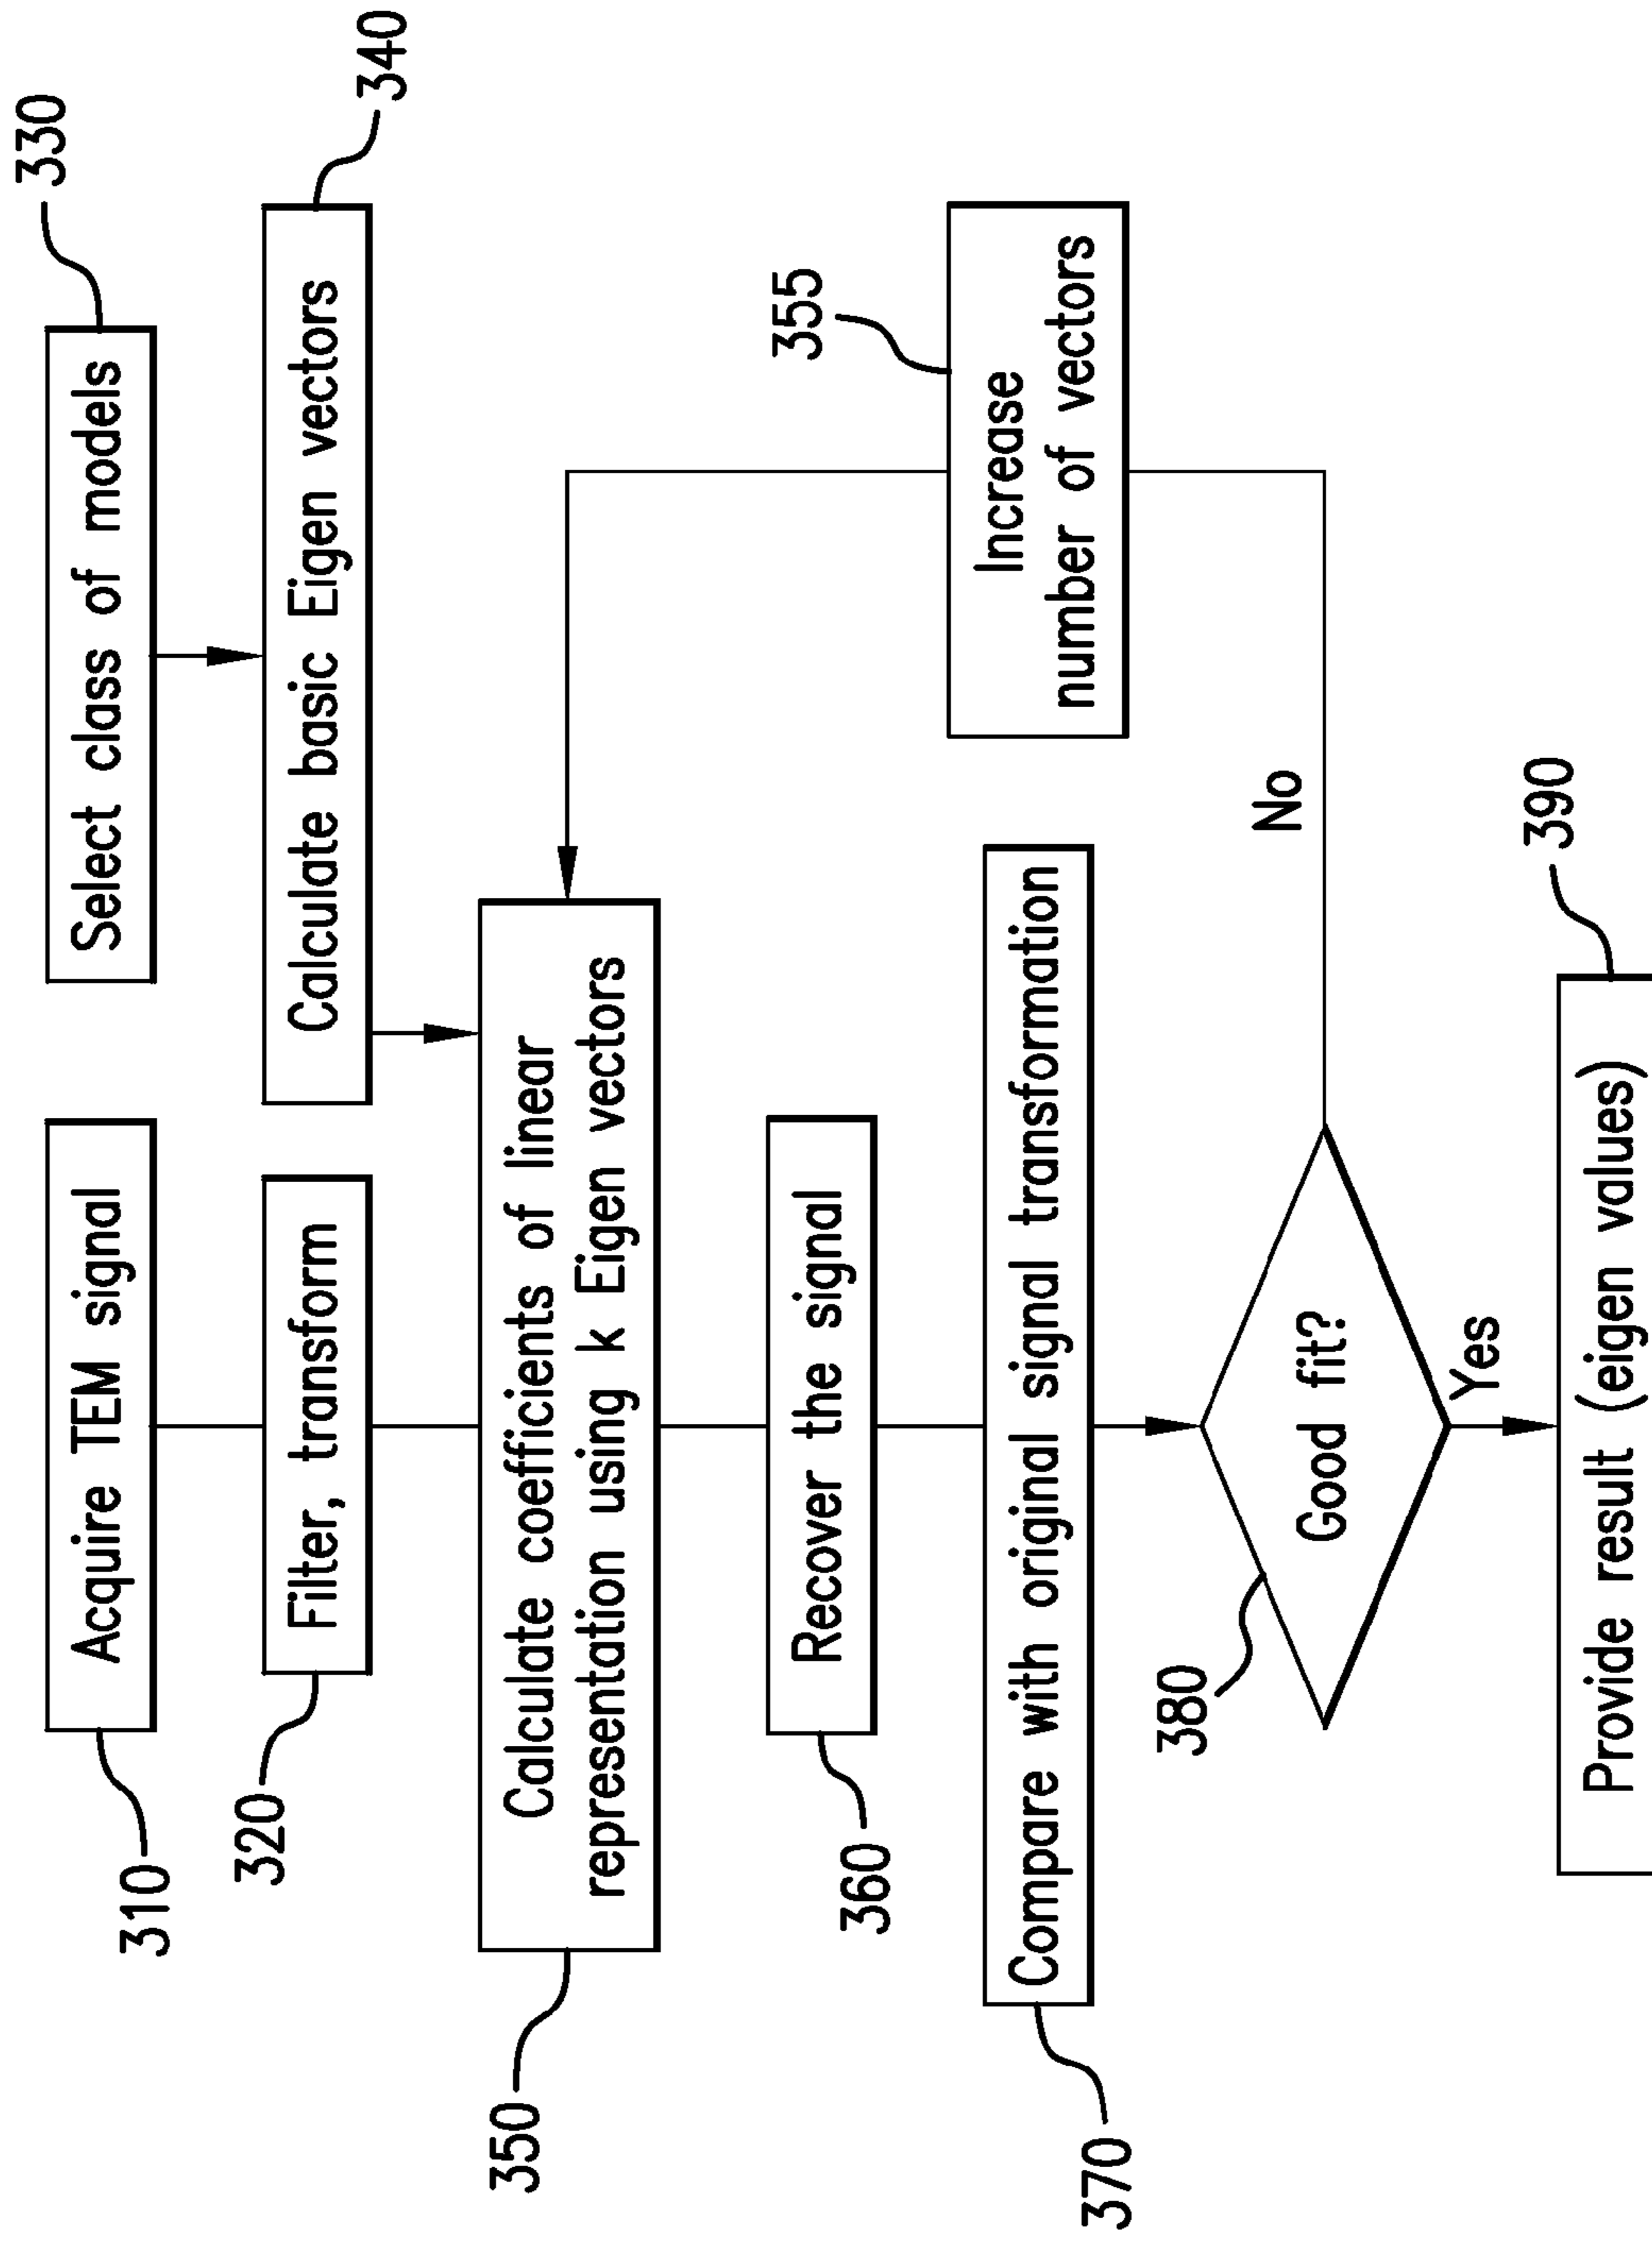 330
Select class of models
Acquire TEM signal
310
340
Calculate basic Eigen vectors
Filter, transform
320
Calculate coefficients of linear
representation using k Eigen vectors
350
355
Increase
number of vectors
Recover the signal
360
Compare with original signal transformation
370
No
380
Good fit?
Yes
390
Provide result (eigen values)